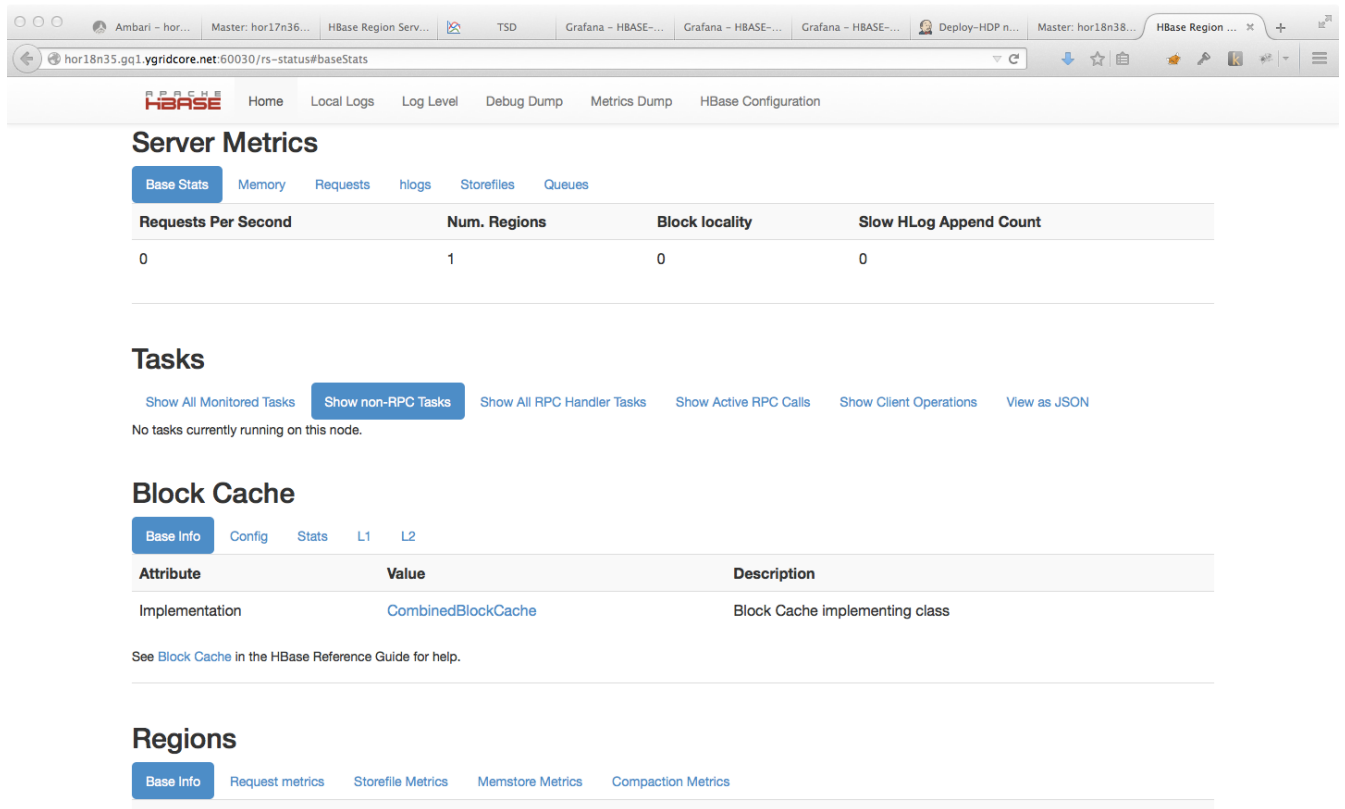 Ambari – hor... Master: hor17n36... HBase Region Serv... TSD Grafana – HBASE–... Grafana – HBASE–... Grafana – HBASE–... Deploy–HDP n... Master: hor18n38... HBase Region ...
hor18n35.gq1.ygridcore.net:60030/rs-status#baseStats
APACHE
HBASE Home Local Logs Log Level Debug Dump Metrics Dump HBase Configuration
Server Metrics
Base Stats Memory Requests hlogs Storefiles Queues
Requests Per Second Num. Regions Block locality Slow HLog Append Count
0 1 0 0
Tasks
Show All Monitored Tasks Show non-RPC Tasks Show All RPC Handler Tasks Show Active RPC Calls Show Client Operations View as JSON
No tasks currently running on this node.
Block Cache
Base Info Config Stats L1 L2
Attribute Value Description
Implementation CombinedBlockCache Block Cache implementing class
See Block Cache in the HBase Reference Guide for help.
Regions
Base Info Request metrics Storefile Metrics Memstore Metrics Compaction Metrics